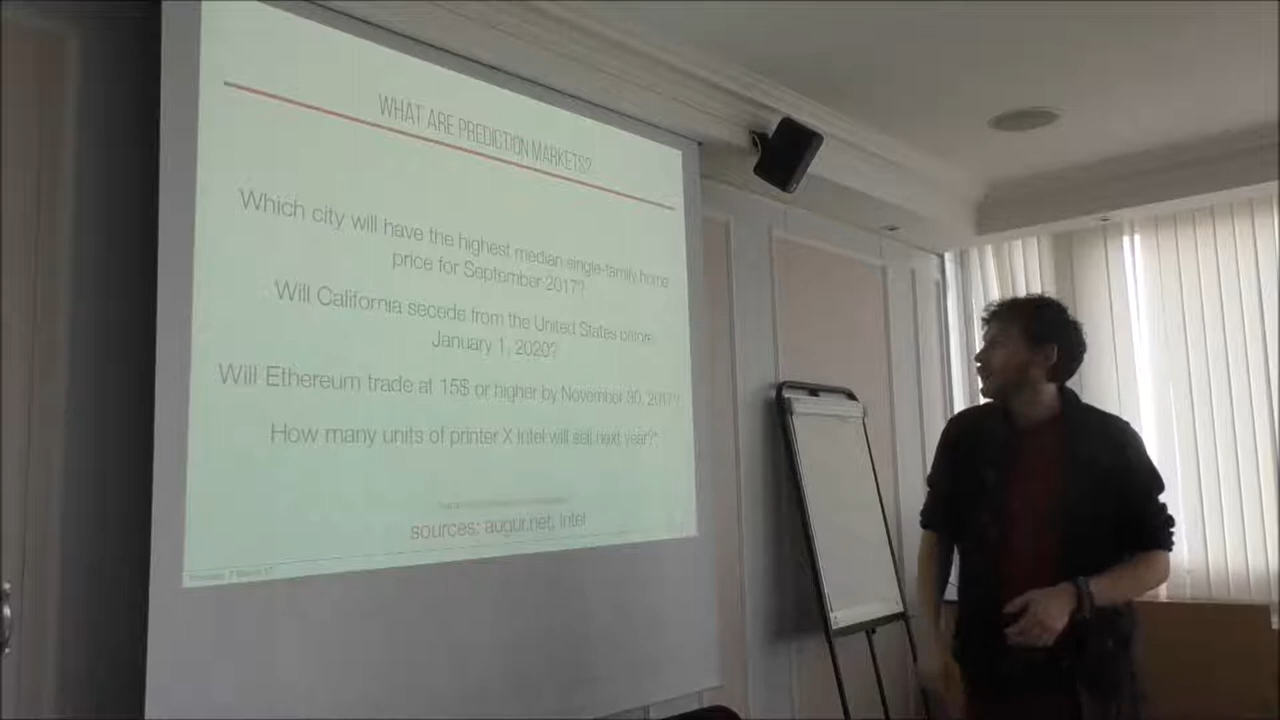 WHAT ARE PREDICTION MARKETS?
Which city will have the highest median single-family home
price for September 2017?
Will California secede from the United States before
January 1, 2020?
Will Ethereum trade at 15$ or higher by November 30, 2017?
How many units of printer X Intel will sell next year?*
sources: augur.net; Intel